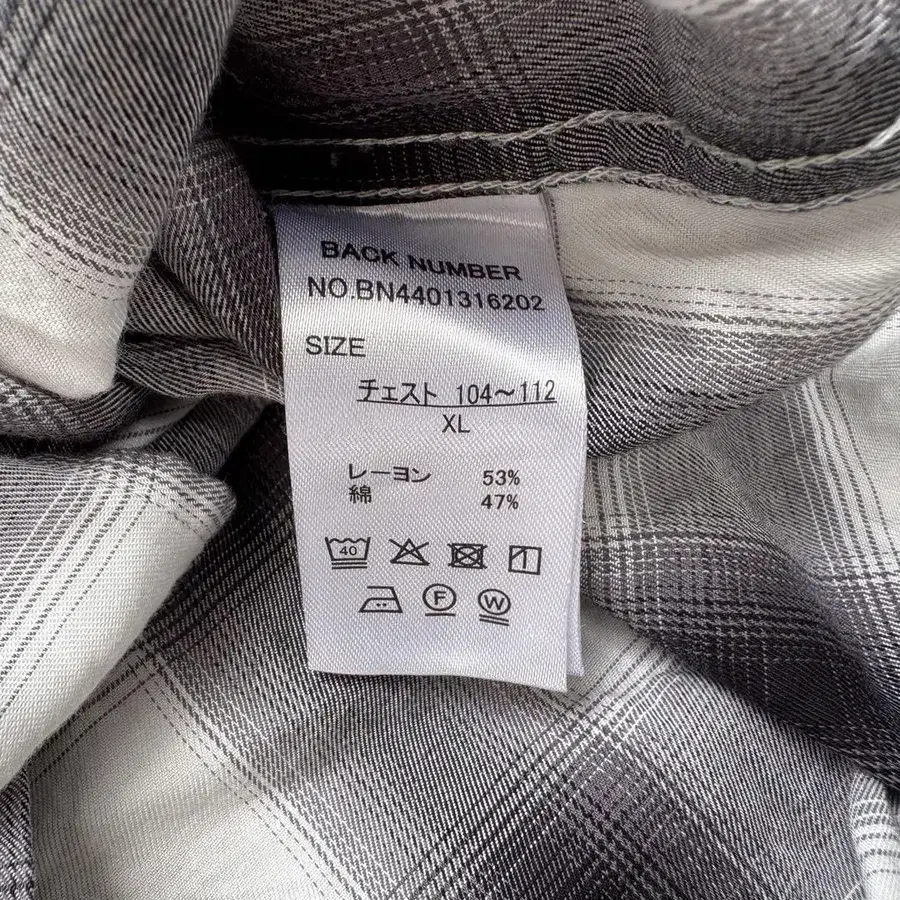 BACK NUMBER
NO.BN4401316202
SIZE
チェスト 104～112
XL
レーヨン 53%
綿 47%
40
F W